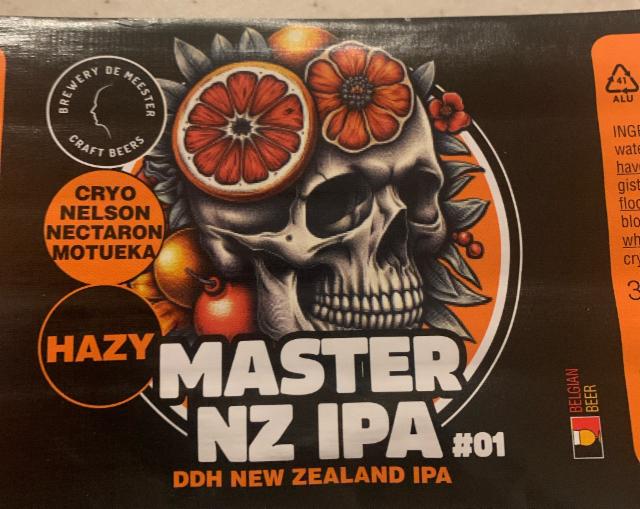 BREWERY DE MEESTER
CRAFT BEERS
CRYO
NELSON
NECTARON
MOTUEKA
HAZY
MASTER
NZ IPA #01
DDH NEW ZEALAND IPA
BELGIAN
BEER
41
ALU